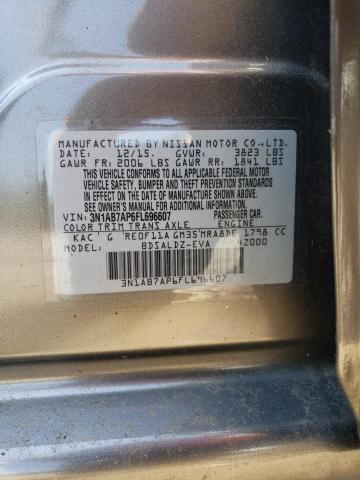 MANUFACTURED BY NISSAN MOTOR CO.,LTD.
DATE: 12/15. GVWR: 3823 LBS
GAWR FR: 2006 LBS GAWR RR: 1841 LBS
THIS VEHICLE CONFORMS TO ALL APPLICABLE FEDERAL MOTOR
VEHICLE SAFETY, BUMPER AND THEFT PREVENTION STANDARDS
IN EFFECT ON THE DATE OF MANUFACTURE SHOWN ABOVE.
SEE OWNER'S MANUAL FOR ADDITIONAL INFORMATION.
VIN: 3N1AB7AP6FL696607 PASSENGER CAR.
COLOR TRIM TRANS AXLE ENGINE
KAC G RE0F11A GM35 MRA8DE 1798 CC
MODEL: BDSALDZ-EVA
3N1AB7AP6FL696607